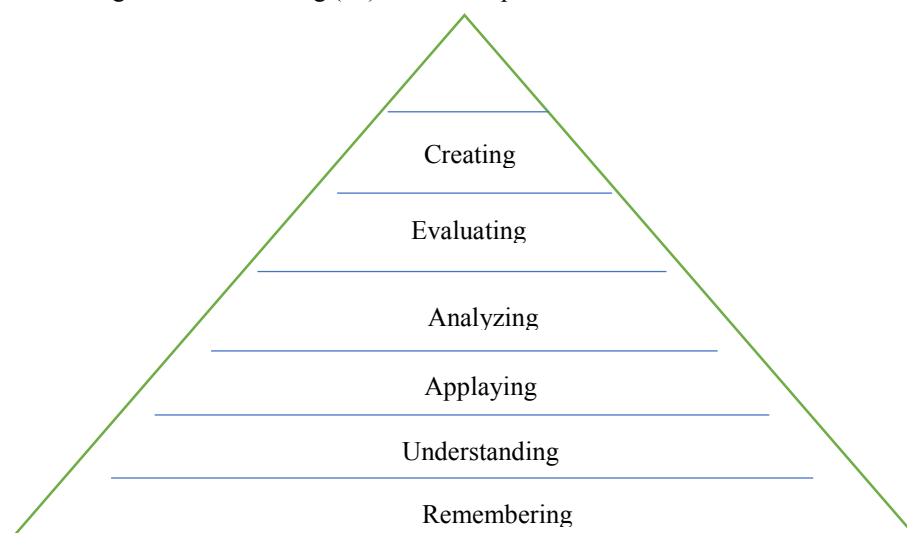 Creating
Evaluating
Analyzing
Applaying
Understanding
Remembering